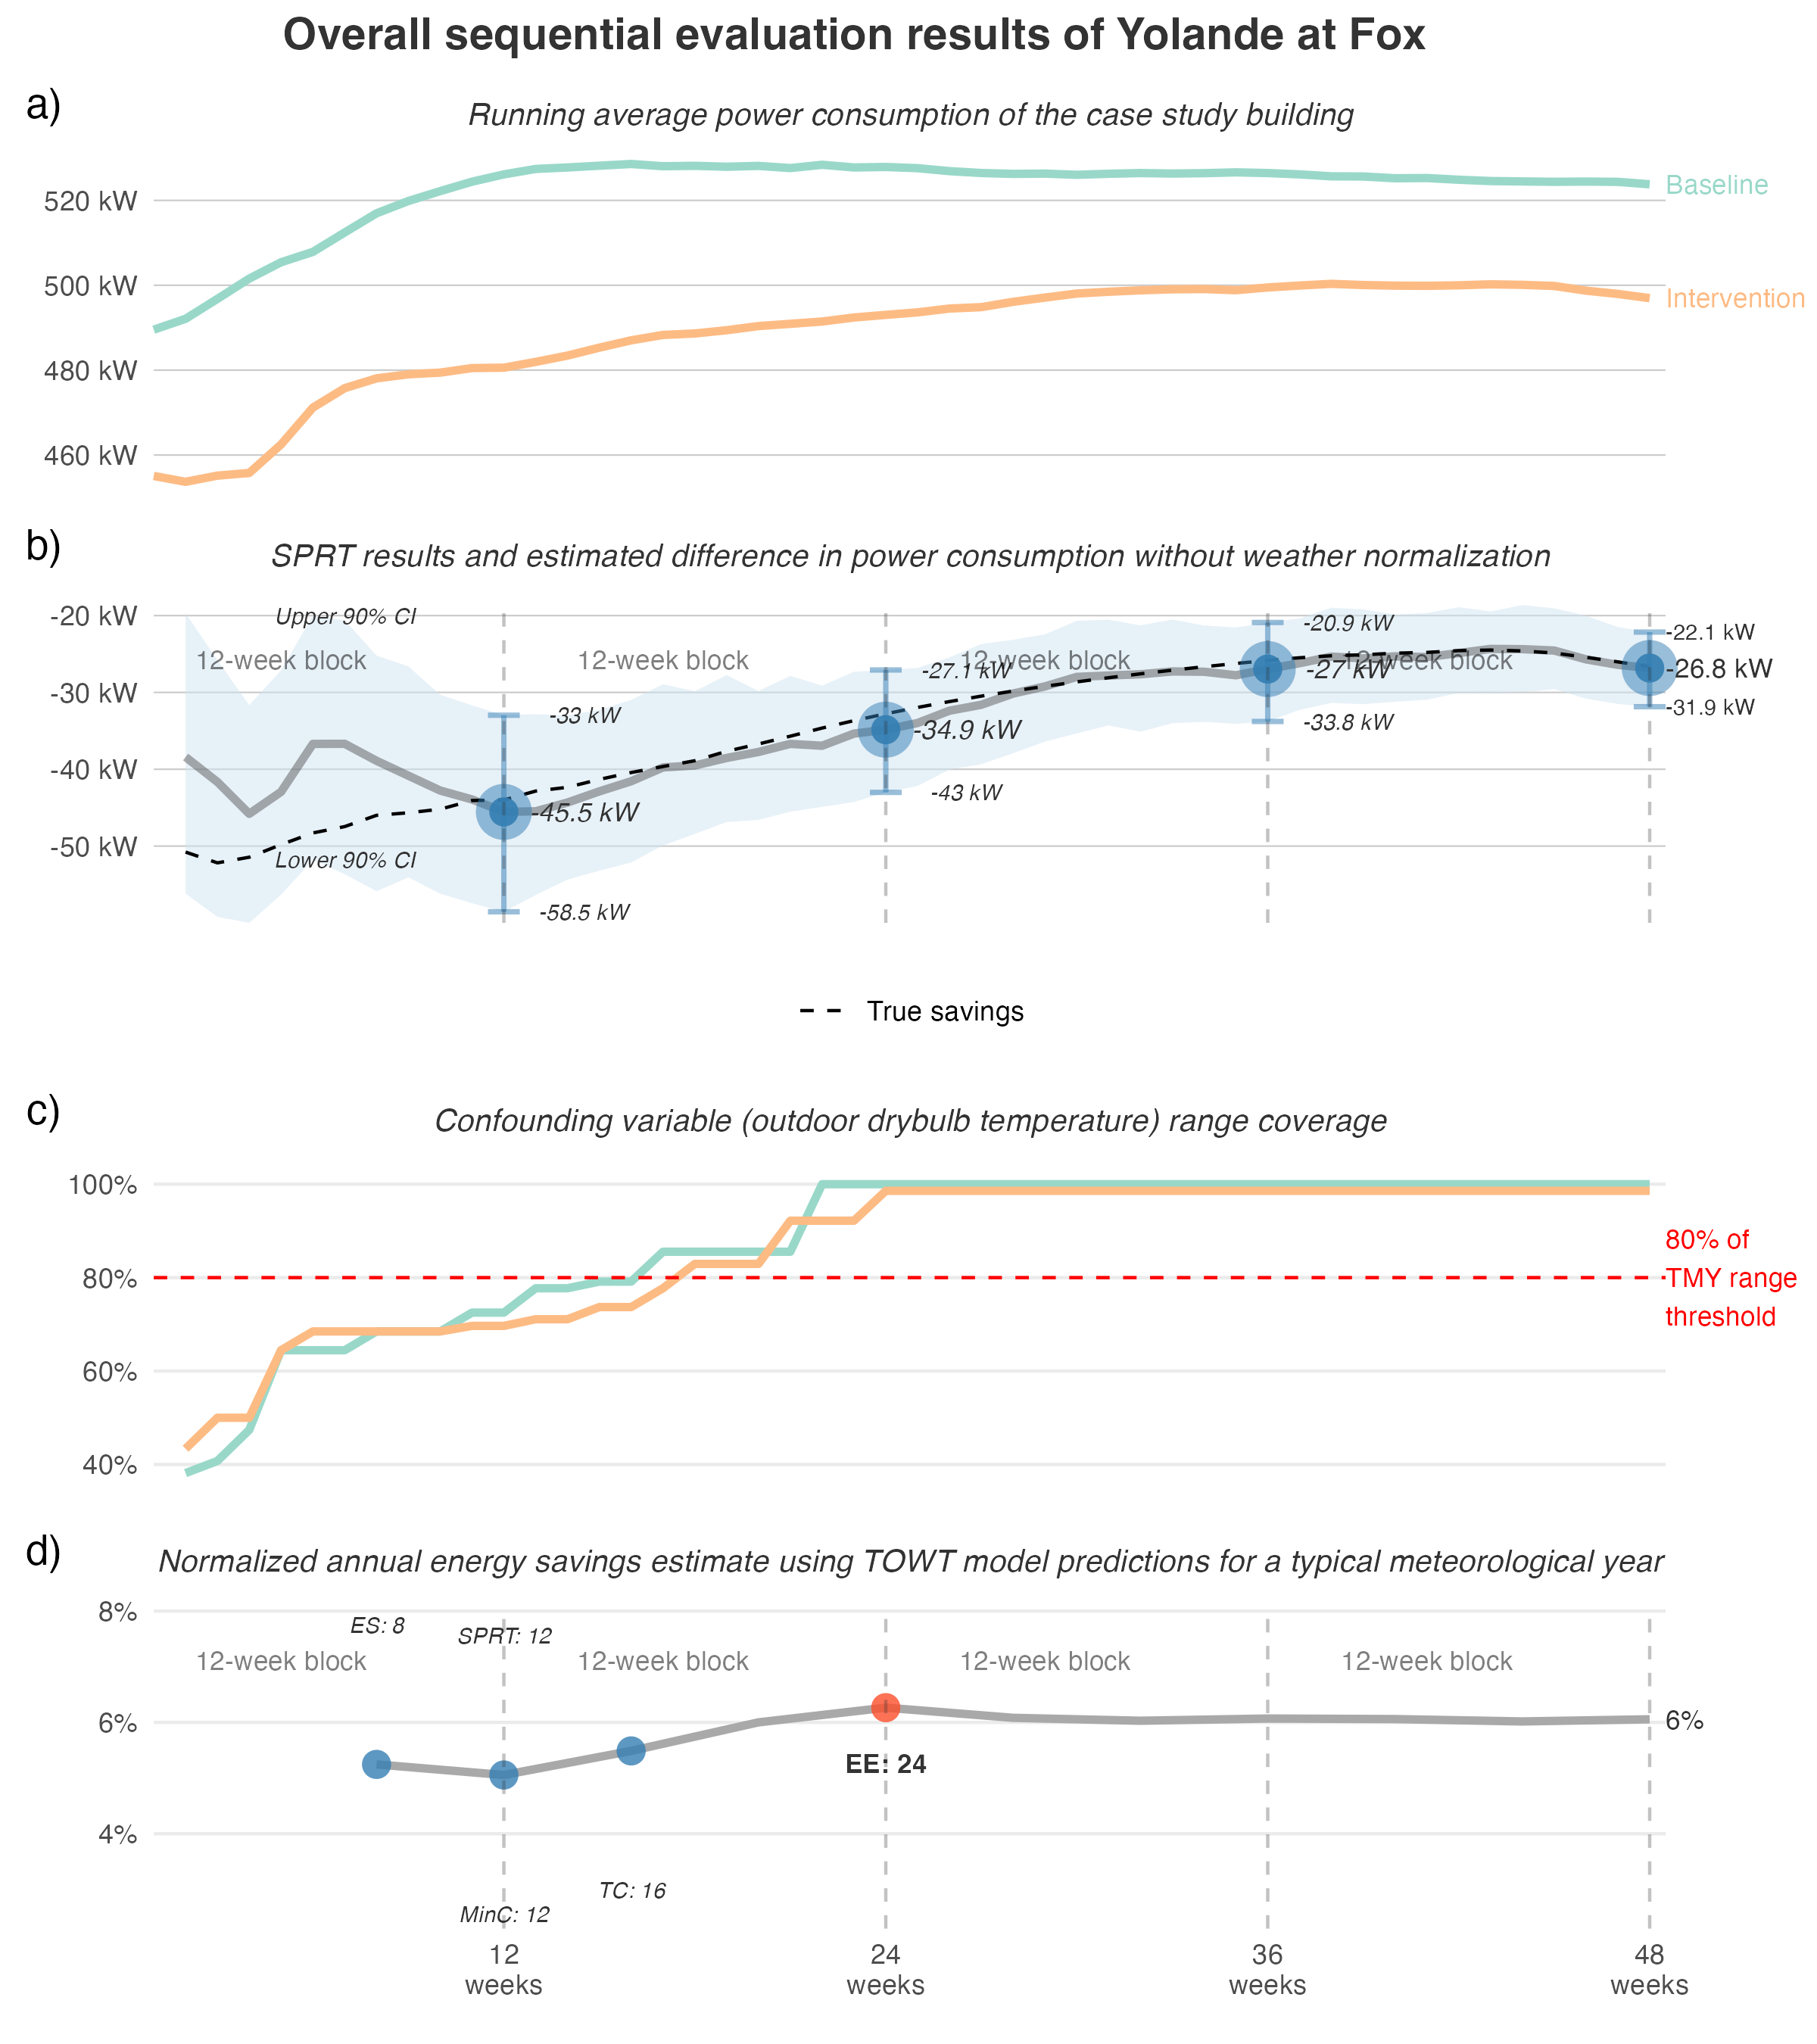 Overall sequential evaluation results of Yolande at Fox
a)
Running average power consumption of the case study building
520 kW
500 kW
480 kW
460 kW
Baseline
Intervention
b)
SPRT results and estimated difference in power consumption without weather normalization
-20 kW
-30 kW
-40 kW
-50 kW
Upper 90% CI
Lower 90% CI
12-week block
12-week block
12-week block
12-week block
-33 kW
-45.5 kW
-58.5 kW
-27.1 kW
-34.9 kW
-43 kW
-20.9 kW
-27 kW
-33.8 kW
-22.1 kW
-26.8 kW
-31.9 kW
True savings
c)
Confounding variable (outdoor drybulb temperature) range coverage
100%
80%
60%
40%
80% of
TMY range
threshold
d)
Normalized annual energy savings estimate using TOWT model predictions for a typical meteorological year
8%
6%
4%
ES: 8
SPRT: 12
12-week block
12-week block
12-week block
12-week block
6%
EE: 24
TC: 16
MinC: 12
12
weeks
24
weeks
36
weeks
48
weeks